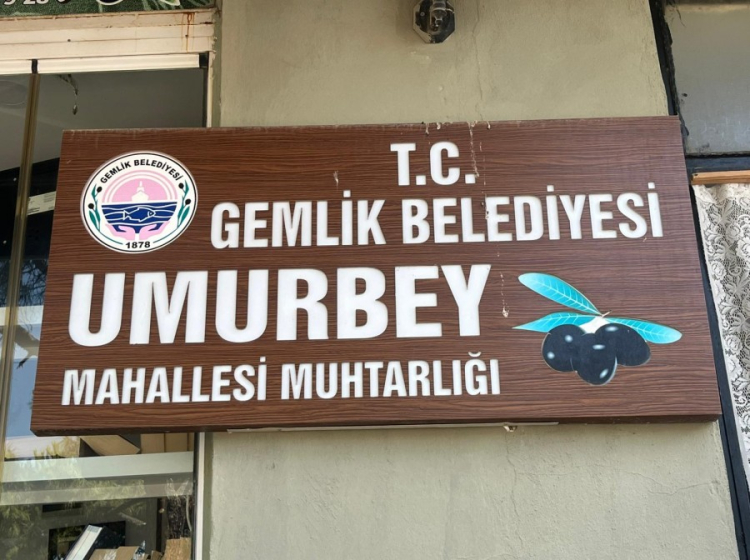 GEMLİK BELEDİYESİ
1878
T.C.
GEMLİK BELEDİYESİ
UMURBEY
MAHALLESİ MUHTARLIĞI